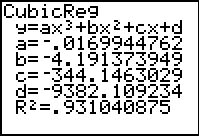 CubicReg
y=ax³+bx²+cx+d
a=-.0169944762
b=-4.191373949
c=-344.1463029
d=-9382.109234
R²=.931040875